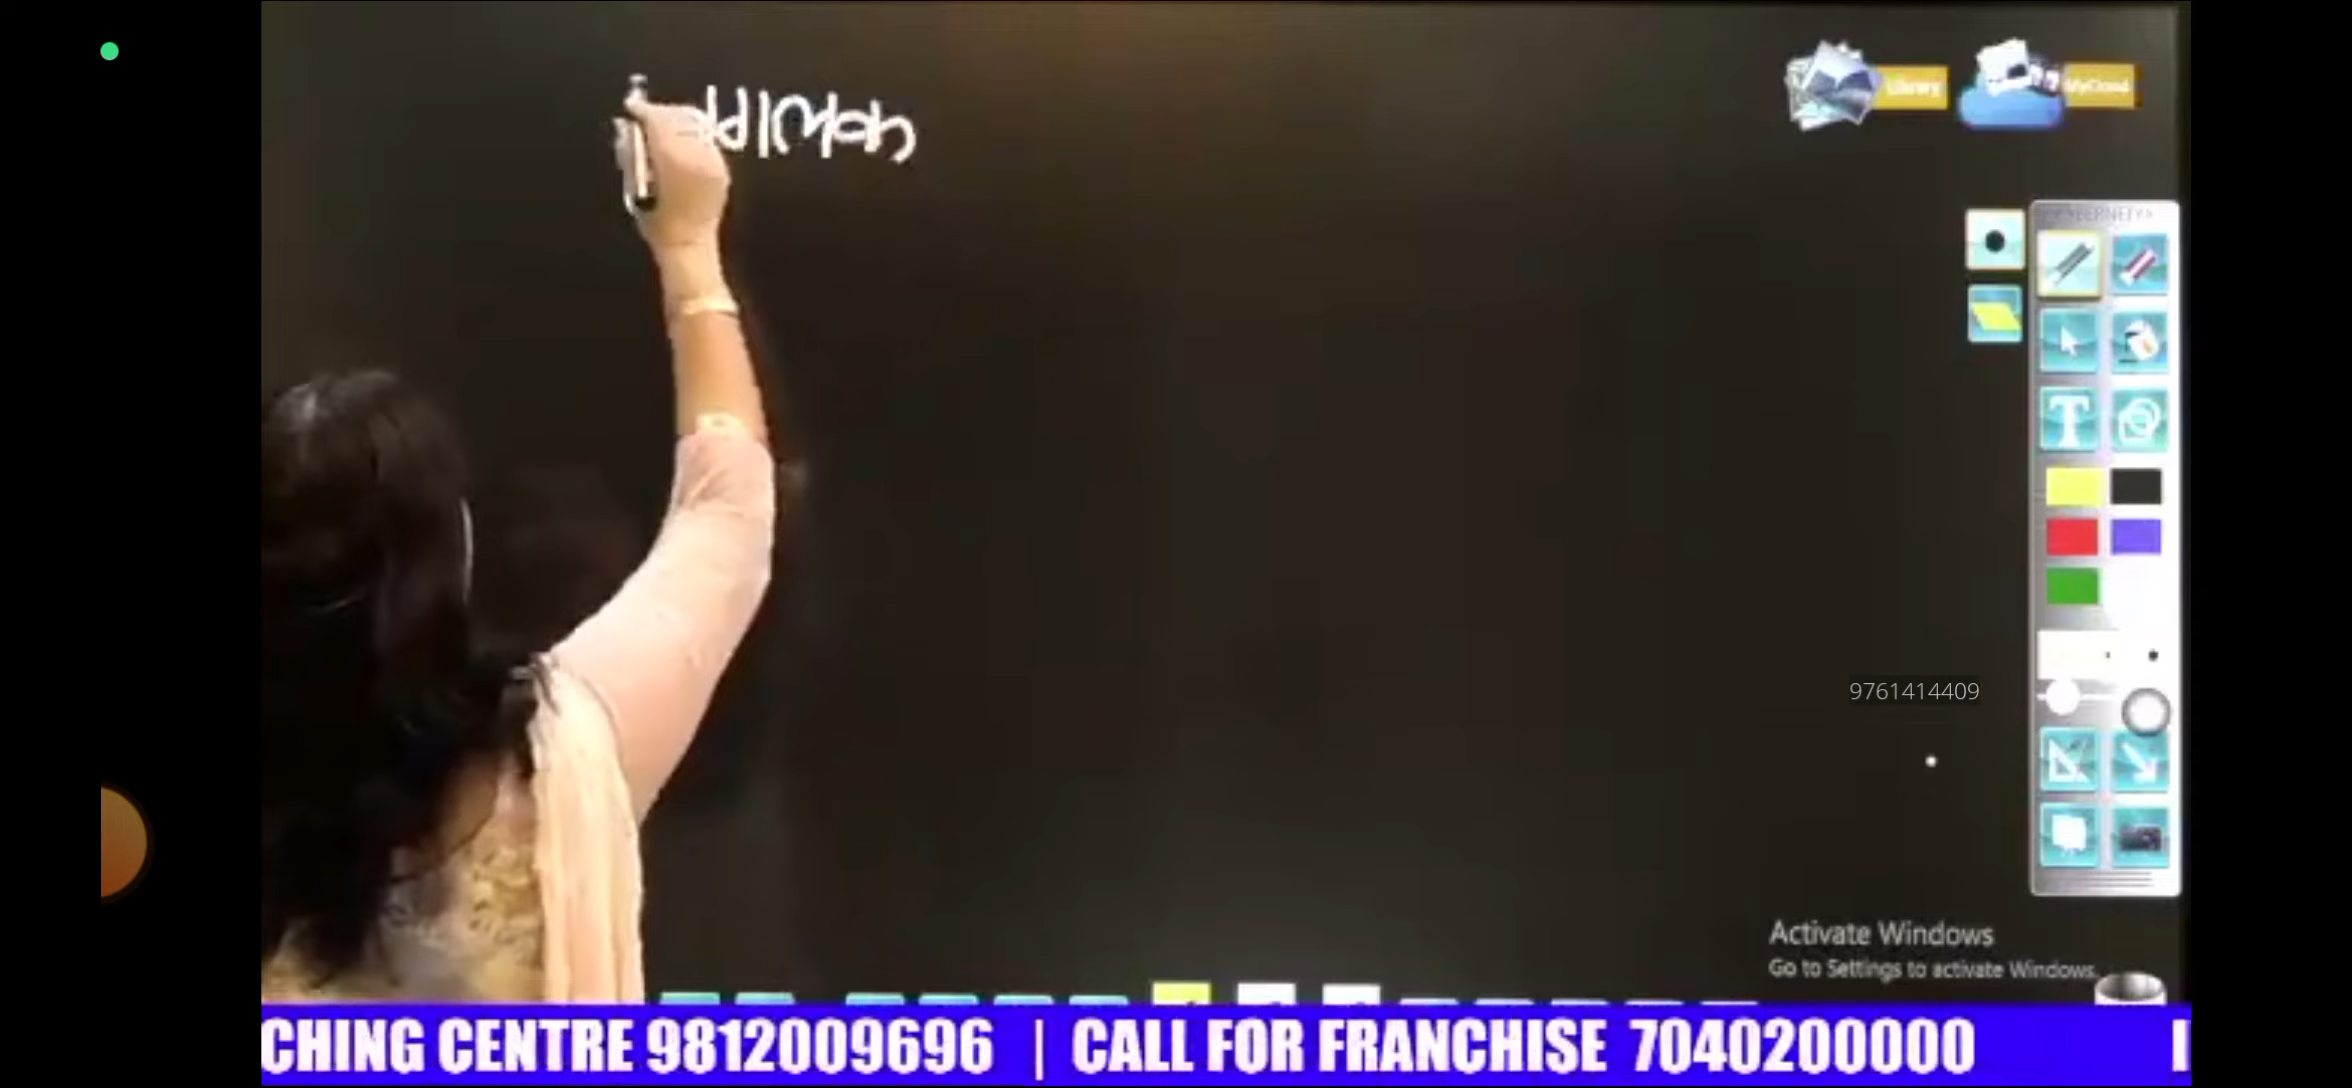 Library
MyCloud
9761414409
Activate Windows
Go to Settings to activate Windows.
CHING CENTRE 9812009696 | CALL FOR FRANCHISE 7040200000